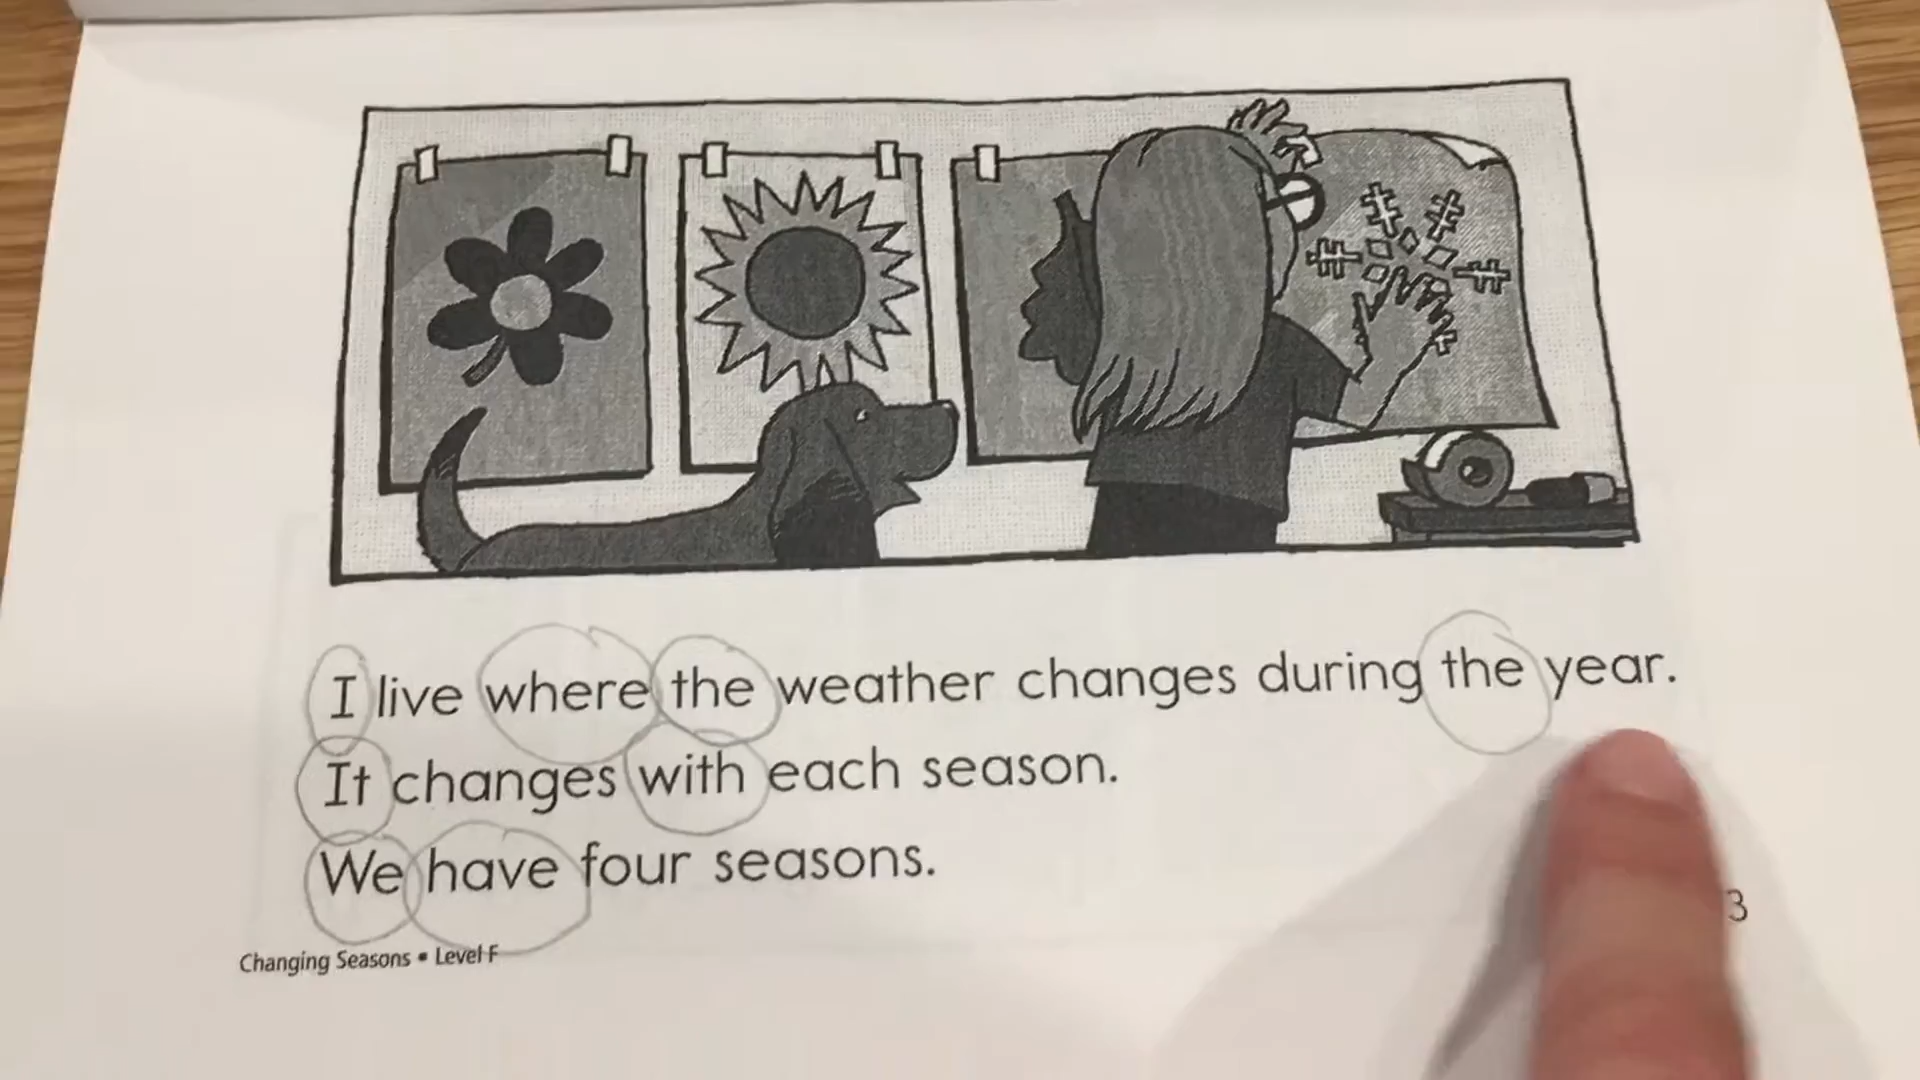 I live where the weather changes during the year.
It changes with each season.
We have four seasons.
3
Changing Seasons • Level F